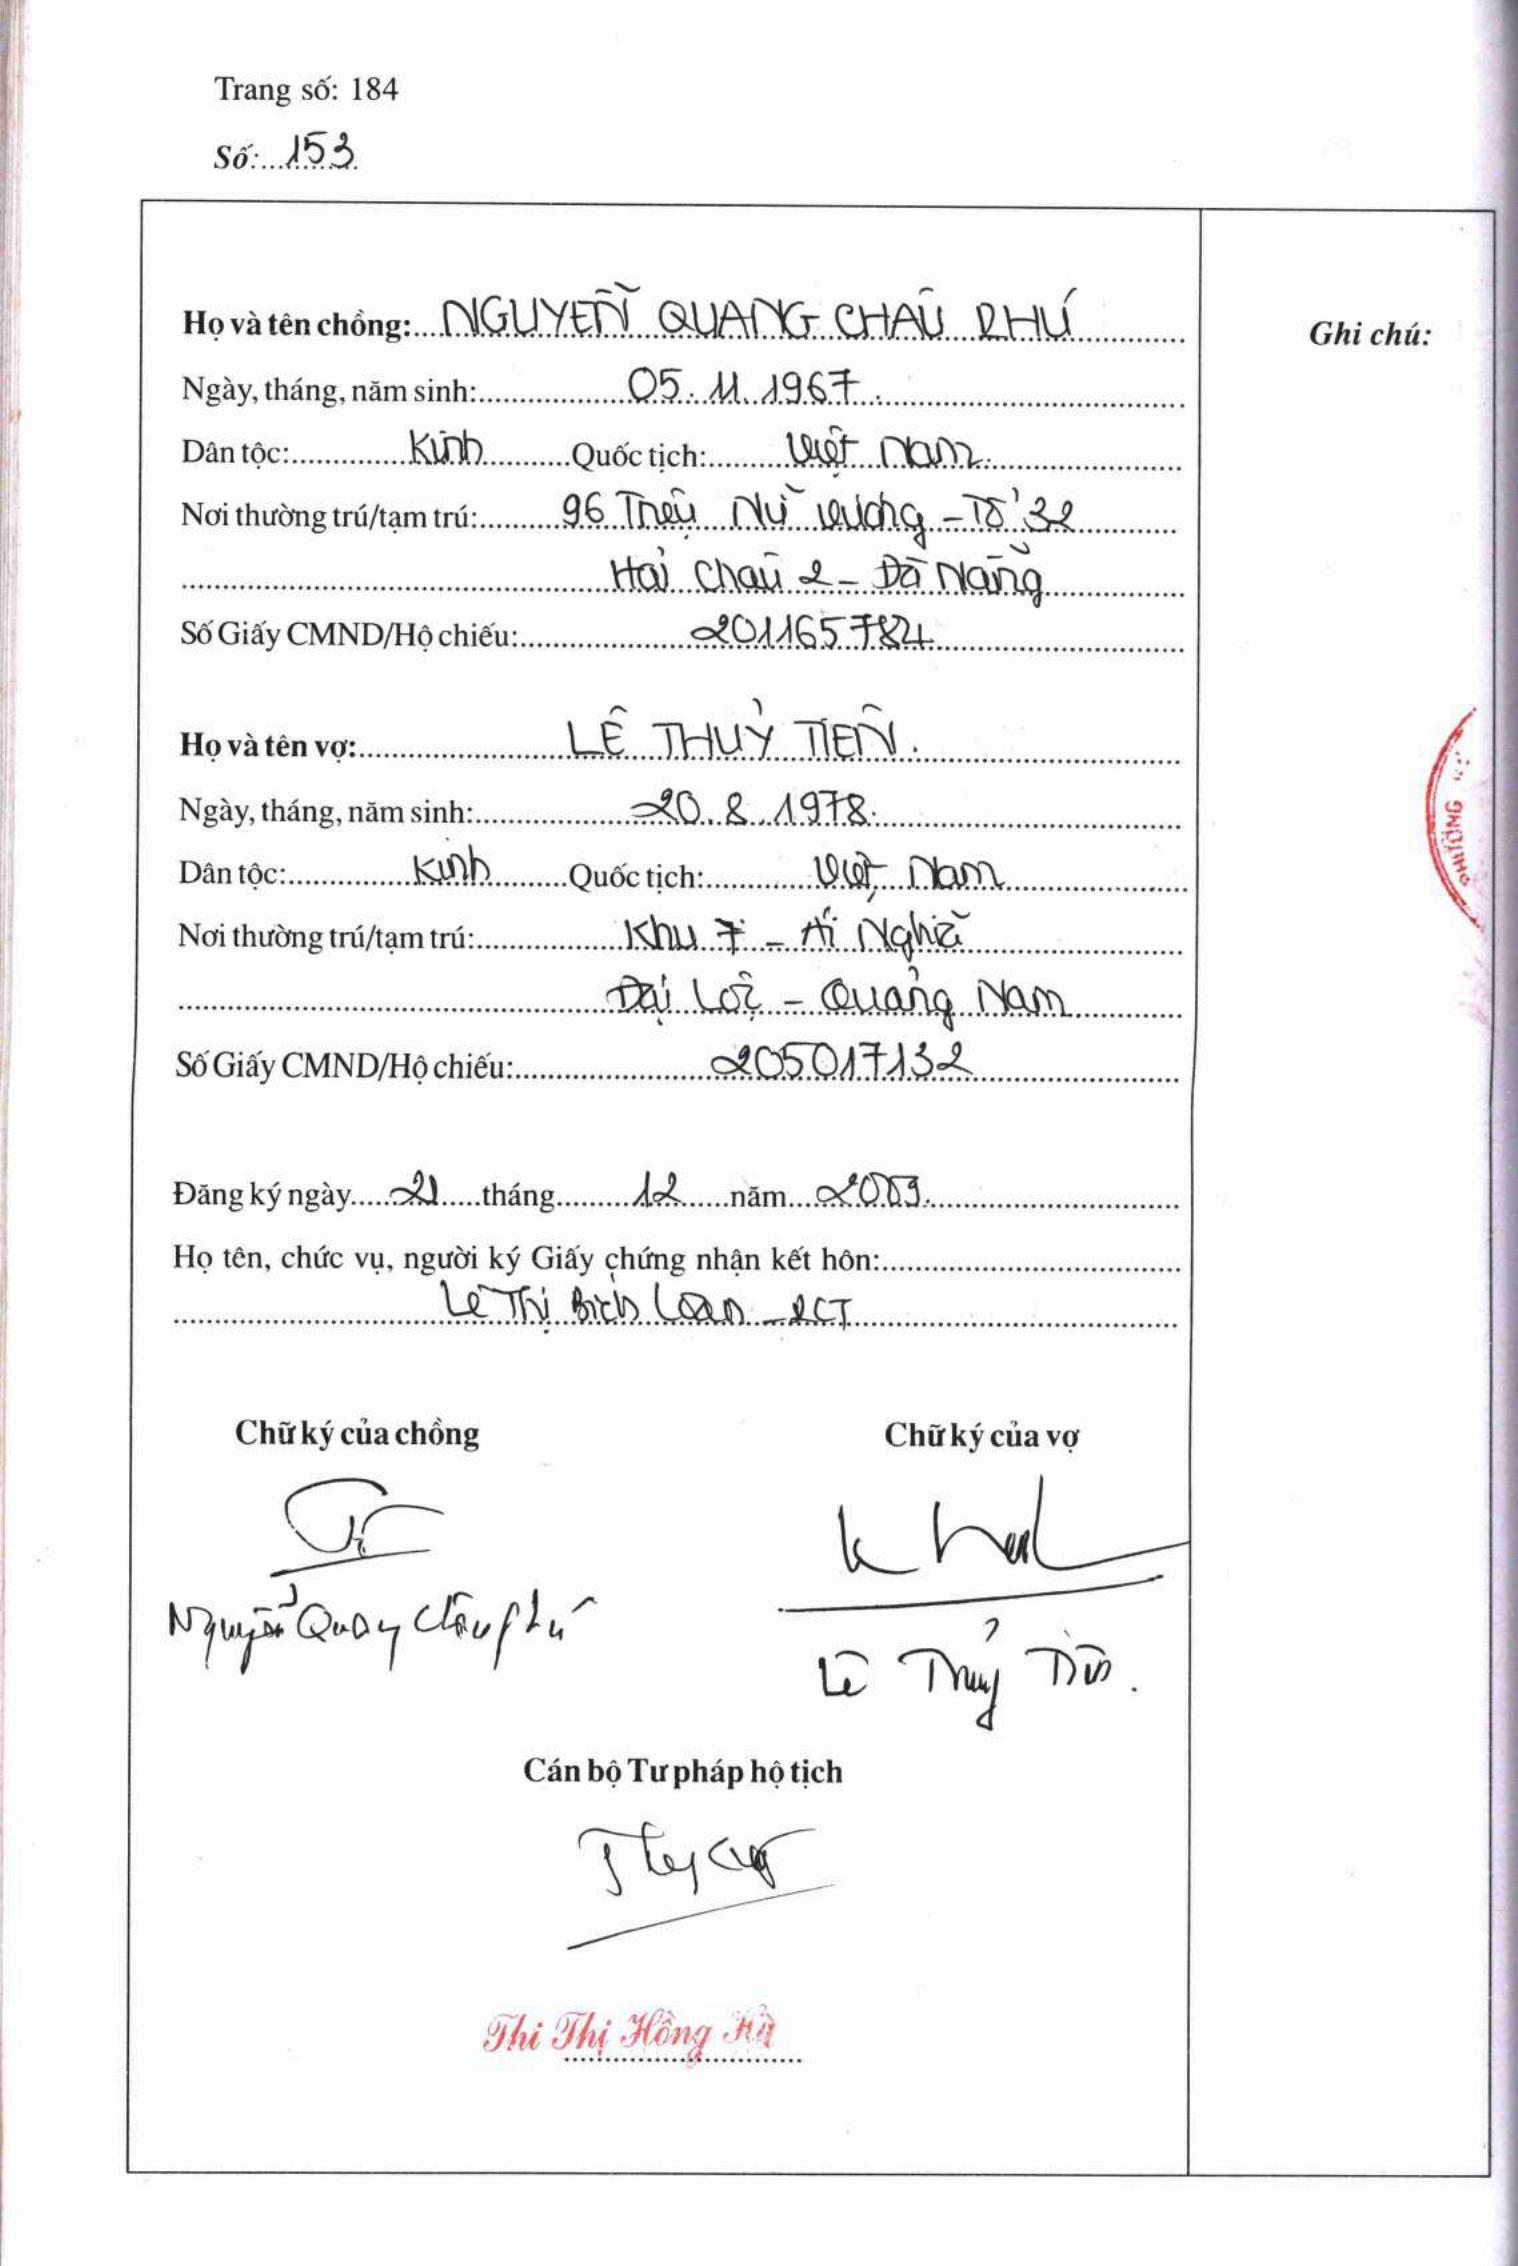 Trang số: 184
Số: 153
Họ và tên chồng: NGUYỄN QUANG CHÂU PHÚ
Ghi chú:
Ngày, tháng, năm sinh: 05.11.1967.
Dân tộc: Kinh Quốc tịch: Việt Nam.
Nơi thường trú/tạm trú: 96 Triệu Nữ Vương - Tổ 32
Hải Châu 2 - Đà Nẵng
Số Giấy CMND/Hộ chiếu: 201165784
Họ và tên vợ: LÊ THUỶ TIÊN.
Ngày, tháng, năm sinh: 20.8.1978.
Dân tộc: Kinh Quốc tịch: Việt Nam
Nơi thường trú/tạm trú: Khu 7 - Ái Nghĩa
Đại Lộc - Quảng Nam
Số Giấy CMND/Hộ chiếu: 205017132
Đăng ký ngày 21 tháng 12 năm 2009.
Họ tên, chức vụ, người ký Giấy chứng nhận kết hôn:
Lê Thị Bích Loan - PCT
Chữ ký của chồng Chữ ký của vợ
Nguyễn Quang Châu Phú
Lê Thuỷ Tiên.
Cán bộ Tư pháp hộ tịch
Thi Thị Hồng Hà